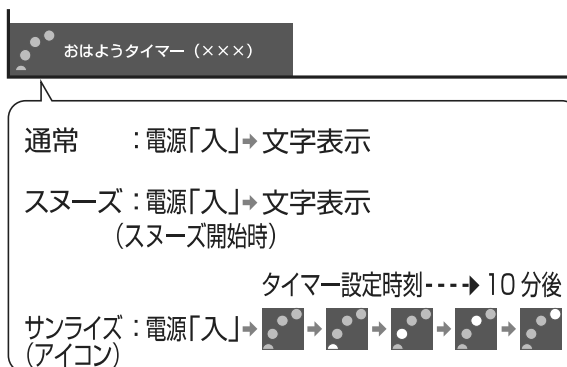 おはようタイマー（×××）
通常　：電源「入」➜文字表示
スヌーズ：電源「入」➜文字表示
（スヌーズ開始時）
タイマー設定時刻----➜10分後
サンライズ：電源「入」➜ ➜ ➜ ➜ ➜
（アイコン）